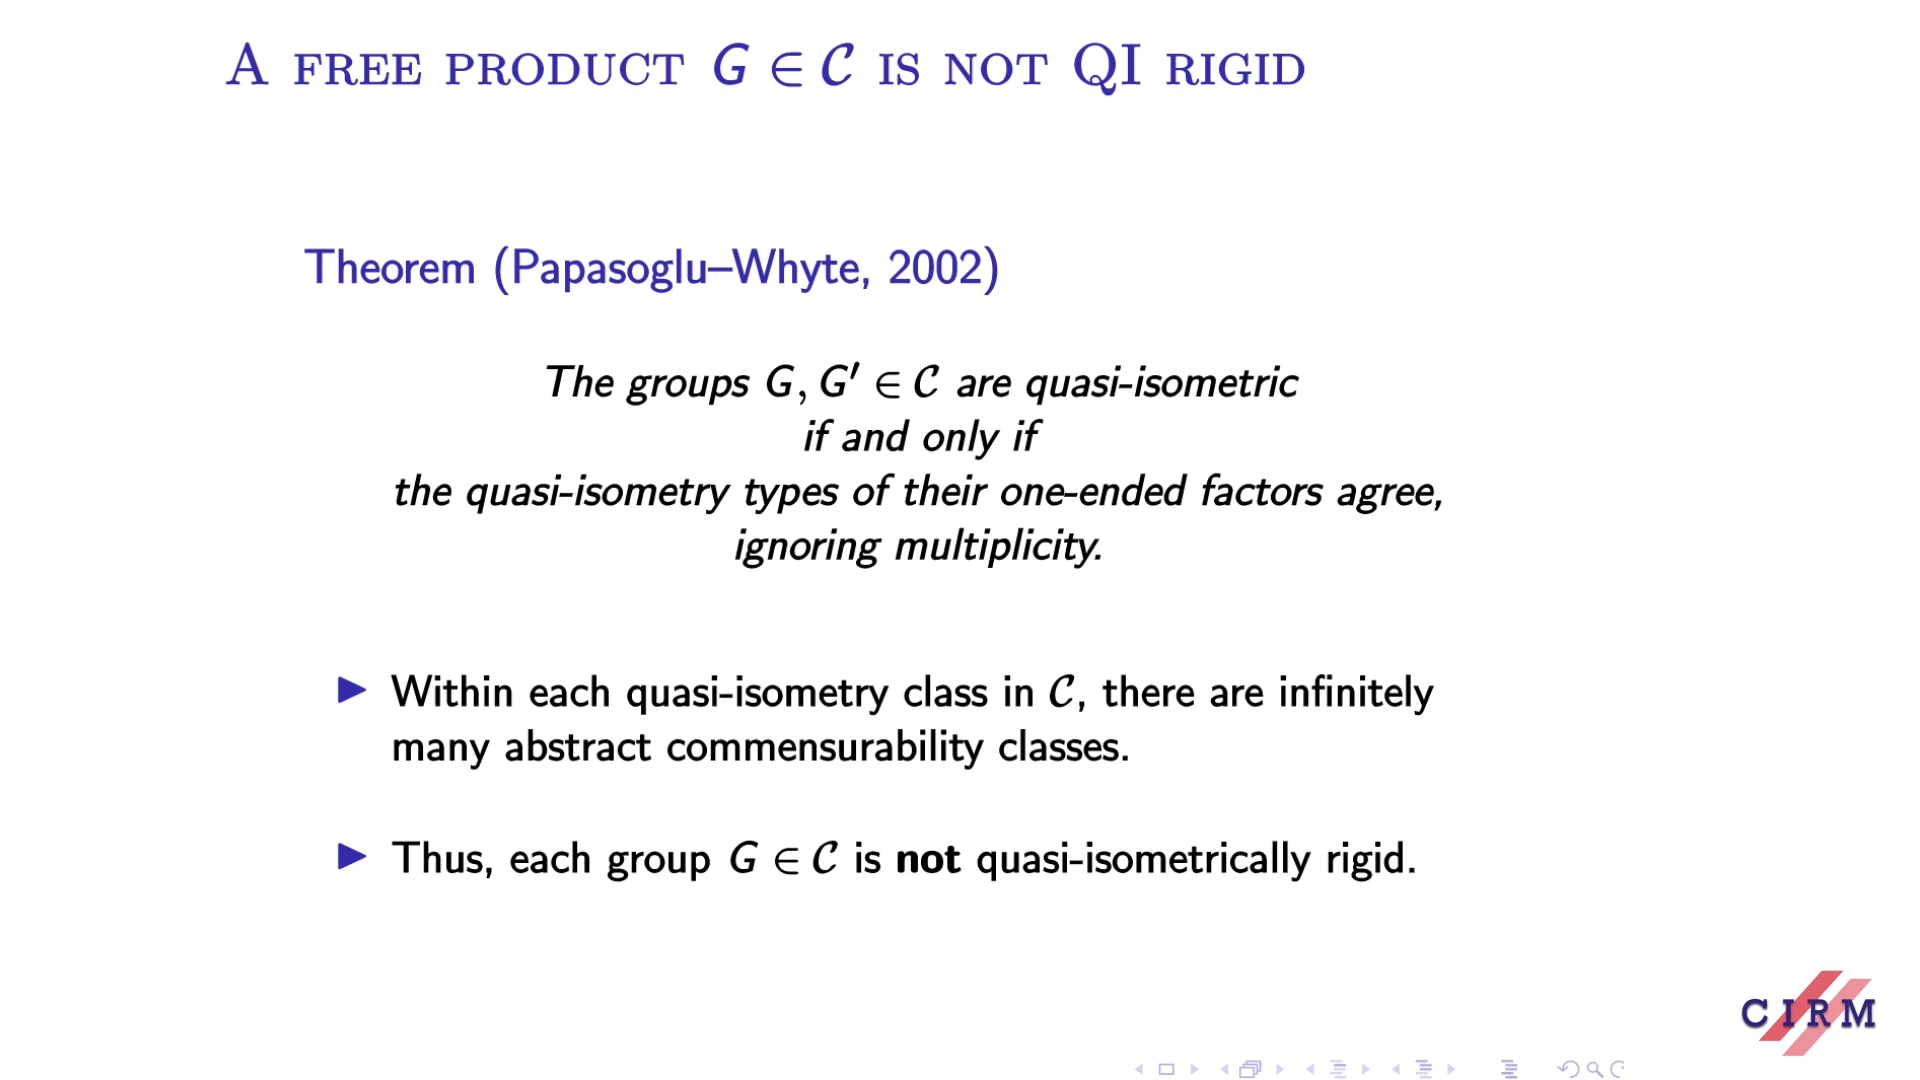 A FREE PRODUCT G ∈ 𝒞 IS NOT QI RIGID
Theorem (Papasoglu–Whyte, 2002)
The groups G, G′ ∈ 𝒞 are quasi-isometric
if and only if
the quasi-isometry types of their one-ended factors agree,
ignoring multiplicity.
▶ Within each quasi-isometry class in 𝒞, there are infinitely
many abstract commensurability classes.
▶ Thus, each group G ∈ 𝒞 is not quasi-isometrically rigid.
CIRM